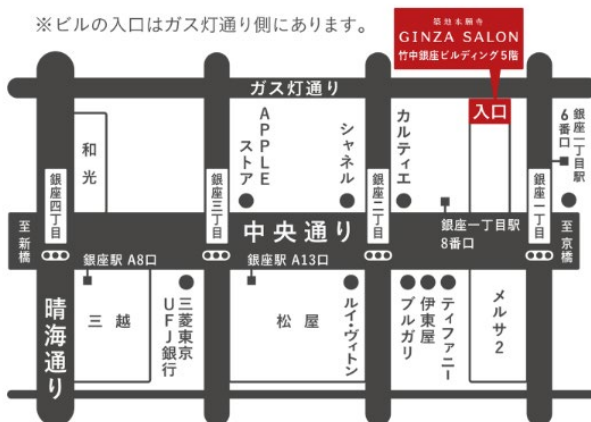 ※ビルの入口はガス灯通り側にあります。
築地本願寺
GINZA SALON
竹中銀座ビルディング5階
ガス灯通り
入口
和光
APPLE
ストア
シャネル
カルティエ
銀座一丁目駅
6番口
銀座四丁目
銀座三丁目
銀座二丁目
銀座一丁目
銀座一丁目駅
8番口
至新橋
中央通り
至京橋
銀座駅 A8口
銀座駅 A13口
晴海通り
三越
三菱東京
UFJ銀行
松屋
ルイ・ヴィトン
ブルガリ
伊東屋
ティファニー
メルサ2